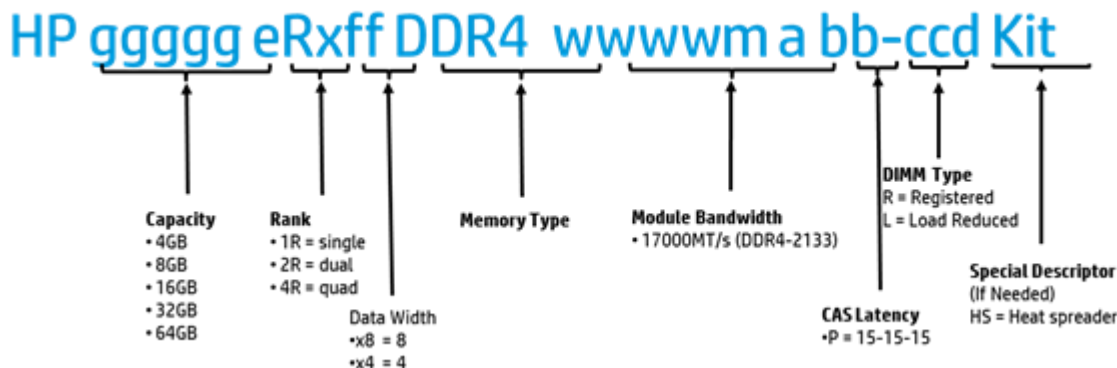 HP ggggg eRxff DDR4 wwwwm a bb-ccd Kit
Capacity
• 4GB
• 8GB
• 16GB
• 32GB
• 64GB
Rank
• 1R = single
• 2R = dual
• 4R = quad
Data Width
•x8 = 8
•x4 = 4
Memory Type
Module Bandwidth
• 17000MT/s (DDR4-2133)
CAS Latency
•P = 15-15-15
DIMM Type
R = Registered
L = Load Reduced
Special Descriptor
(If Needed)
HS = Heat spreader